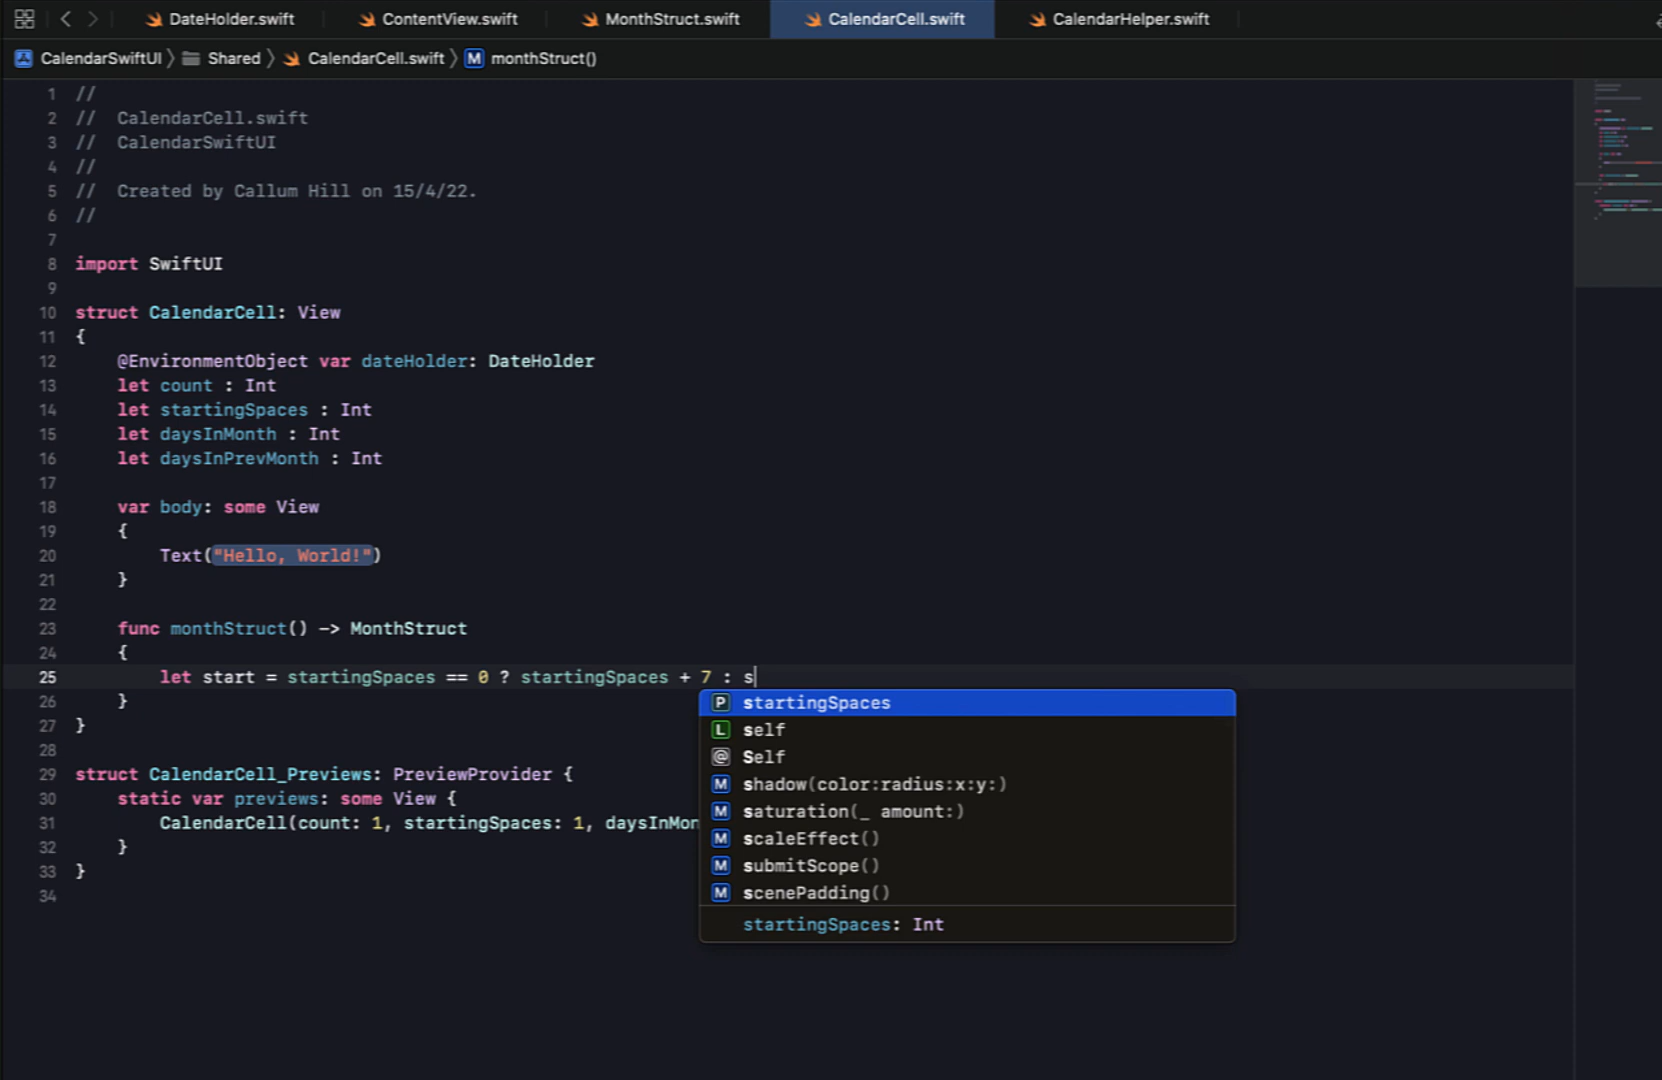 DateHolder.swift ContentView.swift MonthStruct.swift CalendarCell.swift CalendarHelper.swift
CalendarSwiftUI Shared CalendarCell.swift M monthStruct()
1 //
2 // CalendarCell.swift
3 // CalendarSwiftUI
4 //
5 // Created by Callum Hill on 15/4/22.
6 //
7
8 import SwiftUI
9
10 struct CalendarCell: View
11 {
12 @EnvironmentObject var dateHolder: DateHolder
13 let count : Int
14 let startingSpaces : Int
15 let daysInMonth : Int
16 let daysInPrevMonth : Int
17
18 var body: some View
19 {
20 Text("Hello, World!")
21 }
22
23 func monthStruct() -> MonthStruct
24 {
25 let start = startingSpaces == 0 ? startingSpaces + 7 : s
26 }
27 }
28
29 struct CalendarCell_Previews: PreviewProvider {
30 static var previews: some View {
31 CalendarCell(count: 1, startingSpaces: 1, daysInMon
32 }
33 }
34
P startingSpaces
L self
@ Self
M shadow(color:radius:x:y:)
M saturation(_ amount:)
M scaleEffect()
M submitScope()
M scenePadding()
startingSpaces: Int